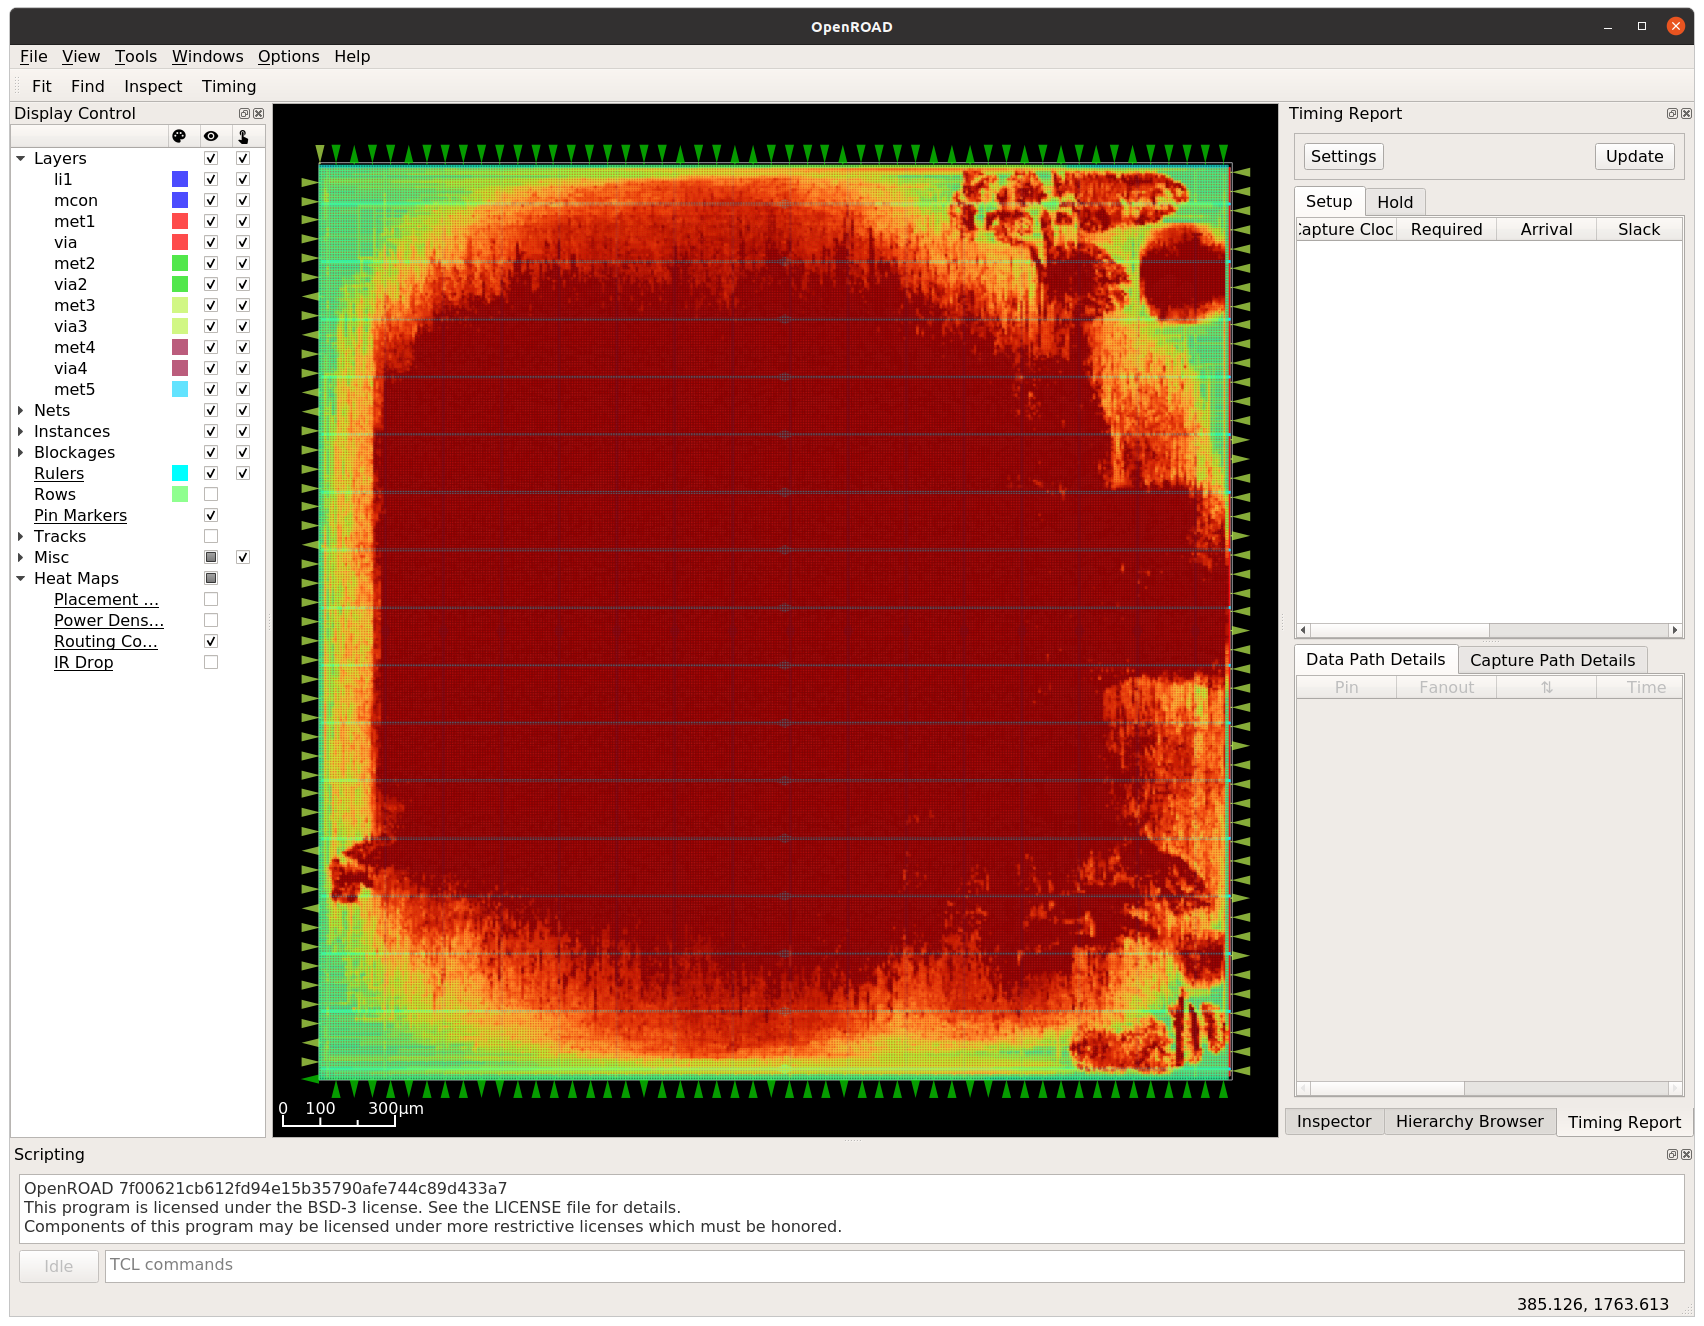 OpenROAD
File View Tools Windows Options Help
Fit Find Inspect Timing
Display Control
Layers
li1
mcon
met1
via
met2
via2
met3
via3
met4
via4
met5
Nets
Instances
Blockages
Rulers
Rows
Pin Markers
Tracks
Misc
Heat Maps
Placement ...
Power Dens...
Routing Co...
IR Drop
0 100 300μm
Timing Report
Settings Update
Setup Hold
apture Cloc Required Arrival Slack
Data Path Details Capture Path Details
Pin Fanout ⇅ Time
Inspector Hierarchy Browser Timing Report
Scripting
OpenROAD 7f00621cb612fd94e15b35790afe744c89d433a7
This program is licensed under the BSD-3 license. See the LICENSE file for details.
Components of this program may be licensed under more restrictive licenses which must be honored.
Idle TCL commands
385.126, 1763.613